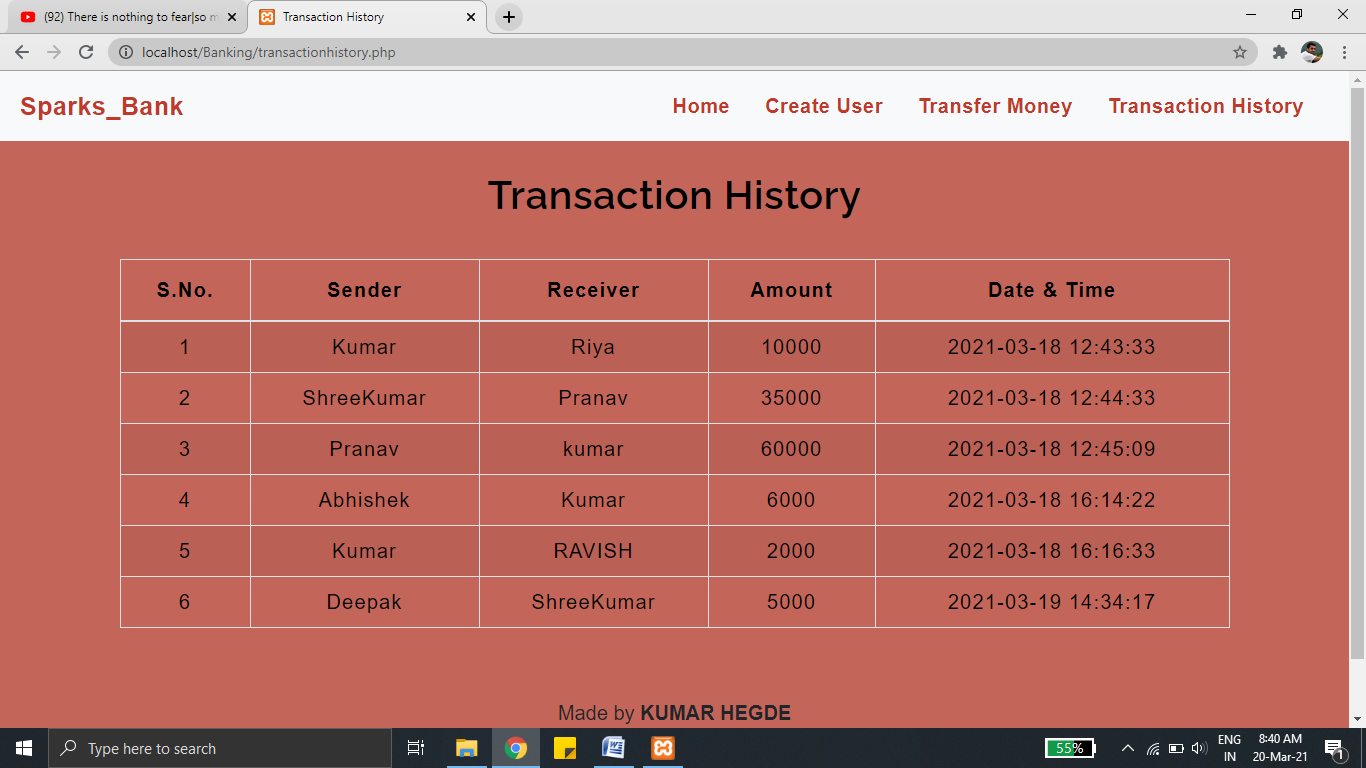 (92) There is nothing to fear|so m
Transaction History
localhost/Banking/transactionhistory.php
Sparks_Bank Home Create User Transfer Money Transaction History
Transaction History
S.No. Sender Receiver Amount Date & Time
1 Kumar Riya 10000 2021-03-18 12:43:33
2 ShreeKumar Pranav 35000 2021-03-18 12:44:33
3 Pranav kumar 60000 2021-03-18 12:45:09
4 Abhishek Kumar 6000 2021-03-18 16:14:22
5 Kumar RAVISH 2000 2021-03-18 16:16:33
6 Deepak ShreeKumar 5000 2021-03-19 14:34:17
Made by KUMAR HEGDE
Type here to search
55%
ENG
IN
8:40 AM
20-Mar-21
1